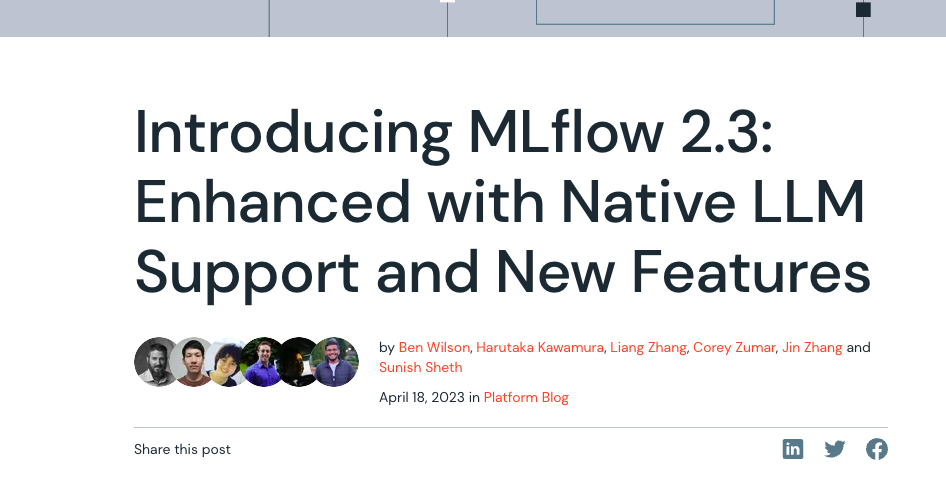 Introducing MLflow 2.3:
Enhanced with Native LLM
Support and New Features
by Ben Wilson, Harutaka Kawamura, Liang Zhang, Corey Zumar, Jin Zhang and
Sunish Sheth
April 18, 2023 in Platform Blog
Share this post